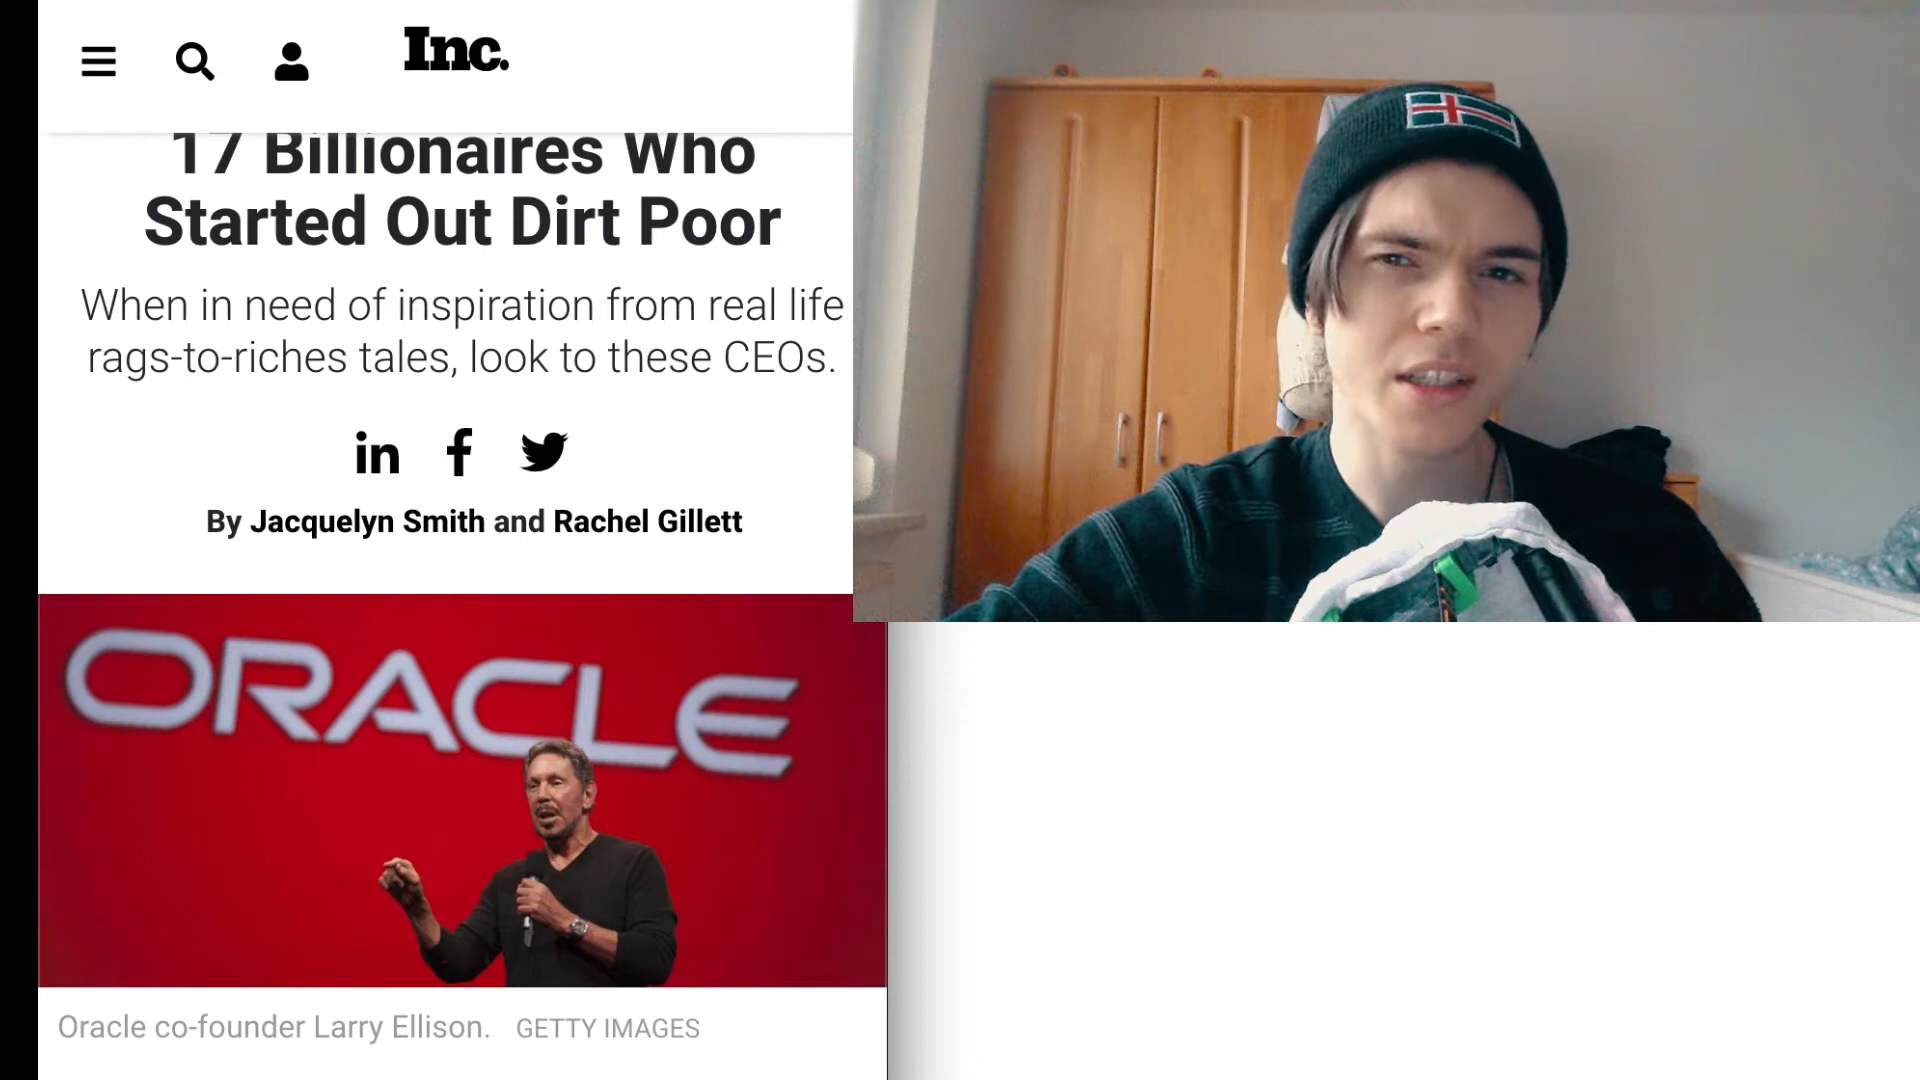 Inc.
17 Billionaires Who
Started Out Dirt Poor
When in need of inspiration from real life
rags-to-riches tales, look to these CEOs.
By Jacquelyn Smith and Rachel Gillett
ORACLE
Oracle co-founder Larry Ellison. GETTY IMAGES